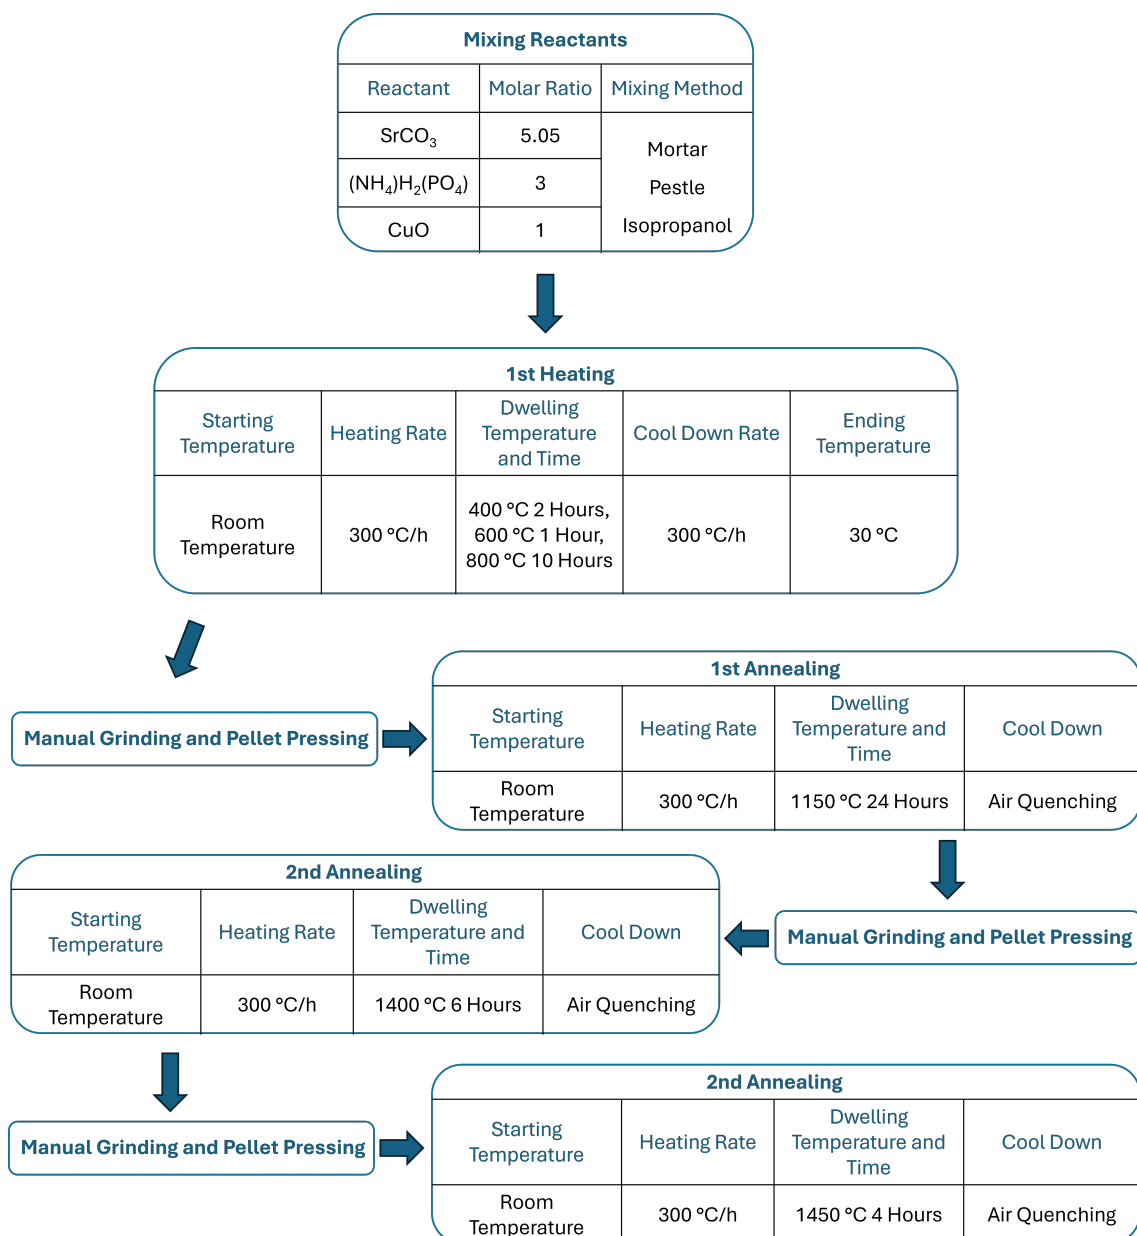 Mixing Reactants
Reactant Molar Ratio Mixing Method
SrCO₃ 5.05
(NH₄)H₂(PO₄) 3
CuO 1
Mortar
Pestle
Isopropanol
1st Heating
Starting
Temperature
Heating Rate
Dwelling
Temperature
and Time
Cool Down Rate
Ending
Temperature
Room
Temperature
300 °C/h
400 °C 2 Hours,
600 °C 1 Hour,
800 °C 10 Hours
300 °C/h
30 °C
Manual Grinding and Pellet Pressing
1st Annealing
Starting
Temperature
Heating Rate
Dwelling
Temperature and
Time
Cool Down
Room
Temperature
300 °C/h
1150 °C 24 Hours
Air Quenching
Manual Grinding and Pellet Pressing
2nd Annealing
Starting
Temperature
Heating Rate
Dwelling
Temperature and
Time
Cool Down
Room
Temperature
300 °C/h
1400 °C 6 Hours
Air Quenching
Manual Grinding and Pellet Pressing
2nd Annealing
Starting
Temperature
Heating Rate
Dwelling
Temperature and
Time
Cool Down
Room
Temperature
300 °C/h
1450 °C 4 Hours
Air Quenching